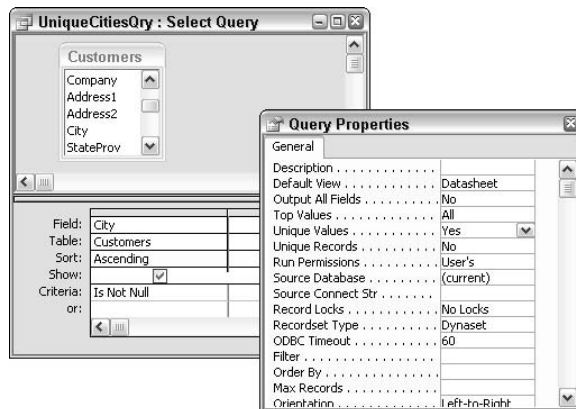 UniqueCitiesQry : Select Query
Customers
Company
Address1
Address2
City
StateProv
Field: City
Table: Customers
Sort: Ascending
Show:
Criteria: Is Not Null
or:
Query Properties
General
Description . . . . . . . . . . . . .
Default View . . . . . . . . . . . . Datasheet
Output All Fields . . . . . . . . . No
Top Values . . . . . . . . . . . . . All
Unique Values . . . . . . . . . . . Yes
Unique Records . . . . . . . . . . No
Run Permissions . . . . . . . . . User's
Source Database . . . . . . . . . (current)
Source Connect Str . . . . . . .
Record Locks . . . . . . . . . . . . No Locks
Recordset Type . . . . . . . . . . Dynaset
ODBC Timeout . . . . . . . . . . . 60
Filter . . . . . . . . . . . . . . . . . .
Order By . . . . . . . . . . . . . . .
Max Records . . . . . . . . . . . .
Orientation . . . . . . . . . . . . . Left-to-Right